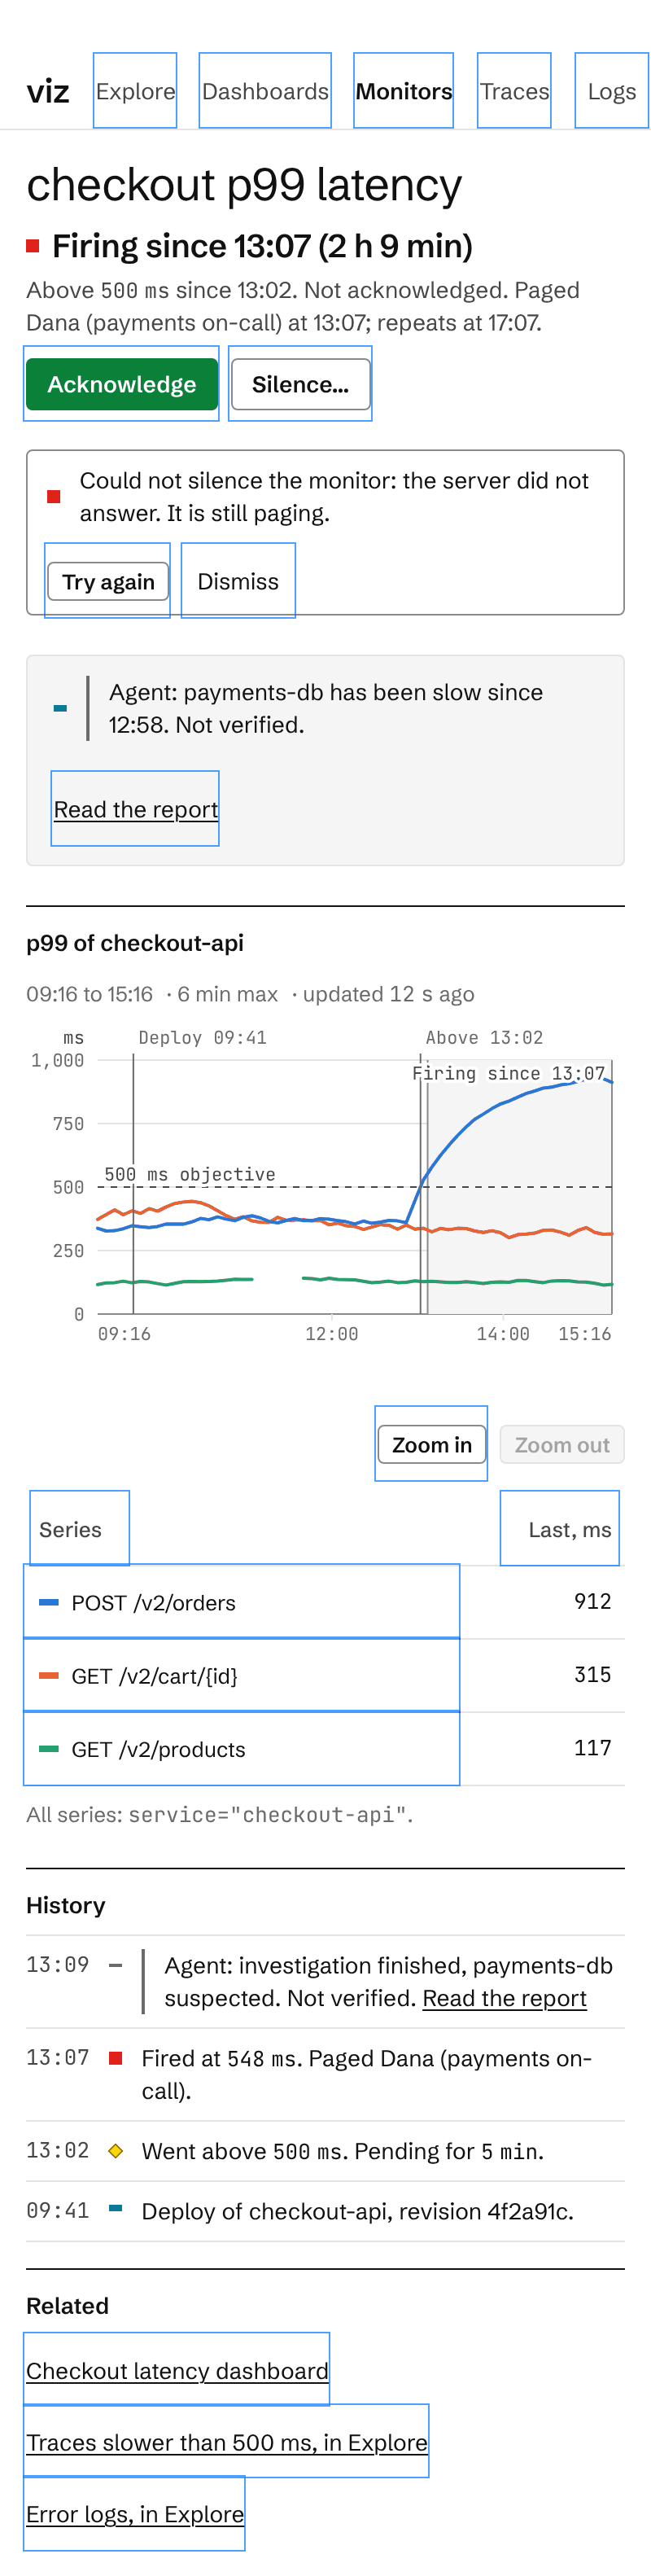 viz Explore Dashboards Monitors Traces Logs
checkout p99 latency
Firing since 13:07 (2 h 9 min)
Above 500 ms since 13:02. Not acknowledged. Paged
Dana (payments on-call) at 13:07; repeats at 17:07.
Acknowledge Silence...
Could not silence the monitor: the server did not
answer. It is still paging.
Try again Dismiss
Agent: payments-db has been slow since
12:58. Not verified.
Read the report
p99 of checkout-api
09:16 to 15:16 · 6 min max · updated 12 s ago
ms Deploy 09:41 Above 13:02
1,000
Firing since 13:07
750
500 ms objective
500
250
0
09:16 12:00 14:00 15:16
Zoom in Zoom out
Series Last, ms
POST /v2/orders 912
GET /v2/cart/{id} 315
GET /v2/products 117
All series: service="checkout-api".
History
13:09 Agent: investigation finished, payments-db
suspected. Not verified. Read the report
13:07 Fired at 548 ms. Paged Dana (payments on-
call).
13:02 Went above 500 ms. Pending for 5 min.
09:41 Deploy of checkout-api, revision 4f2a91c.
Related
Checkout latency dashboard
Traces slower than 500 ms, in Explore
Error logs, in Explore